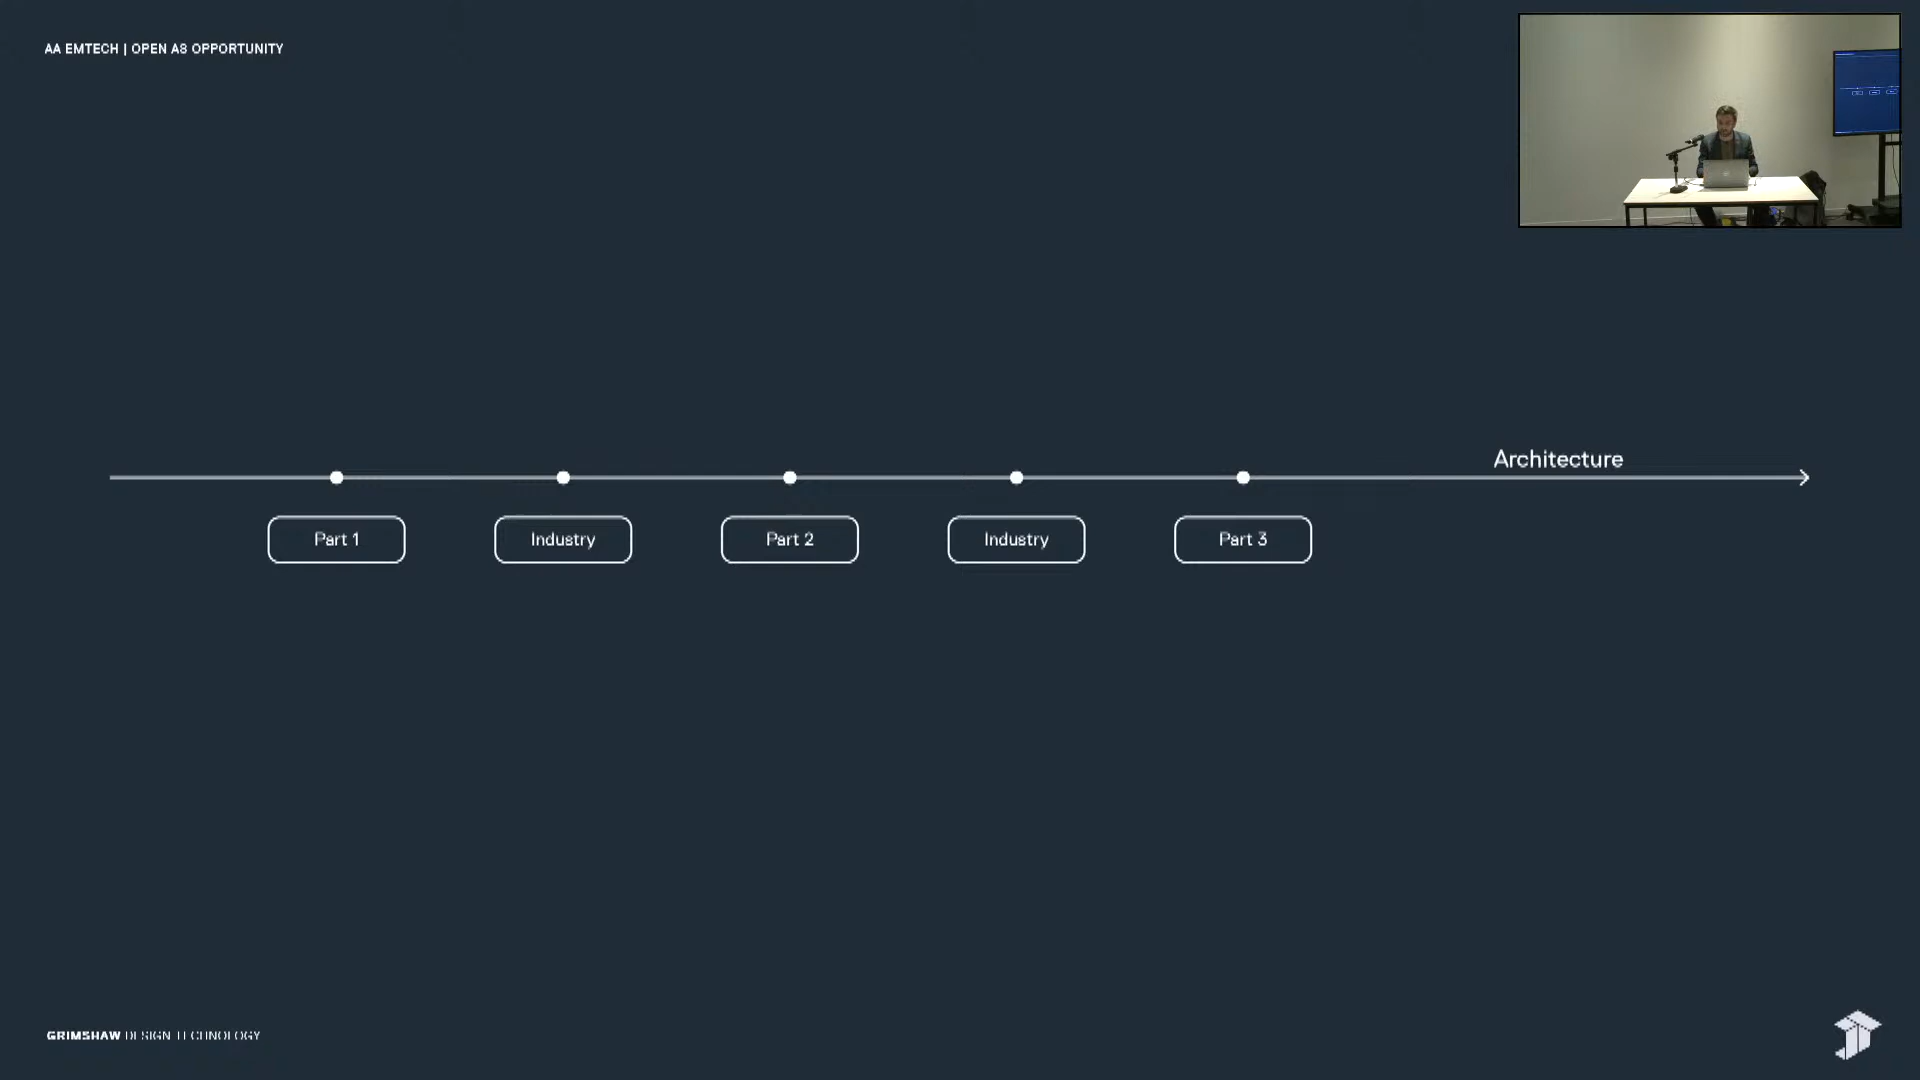 AA EMTECH | OPEN AS OPPORTUNITY
Architecture
Part 1
Industry
Part 2
Industry
Part 3
GRIMSHAW DESIGN TECHNOLOGY